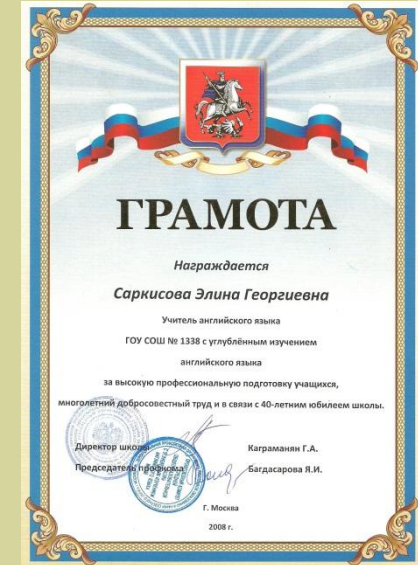 ГРАМОТА
Награждается
Саркисова Элина Георгиевна
Учитель английского языка
ГОУ СОШ № 1338 с углублённым изучением
английского языка
за высокую профессиональную подготовку учащихся,
многолетний добросовестный труд и в связи с 40-летним юбилеем школы.
Директор школы Каграманян Г.А.
Председатель профкома Багдасарова Я.И.
Г. Москва
2008 г.